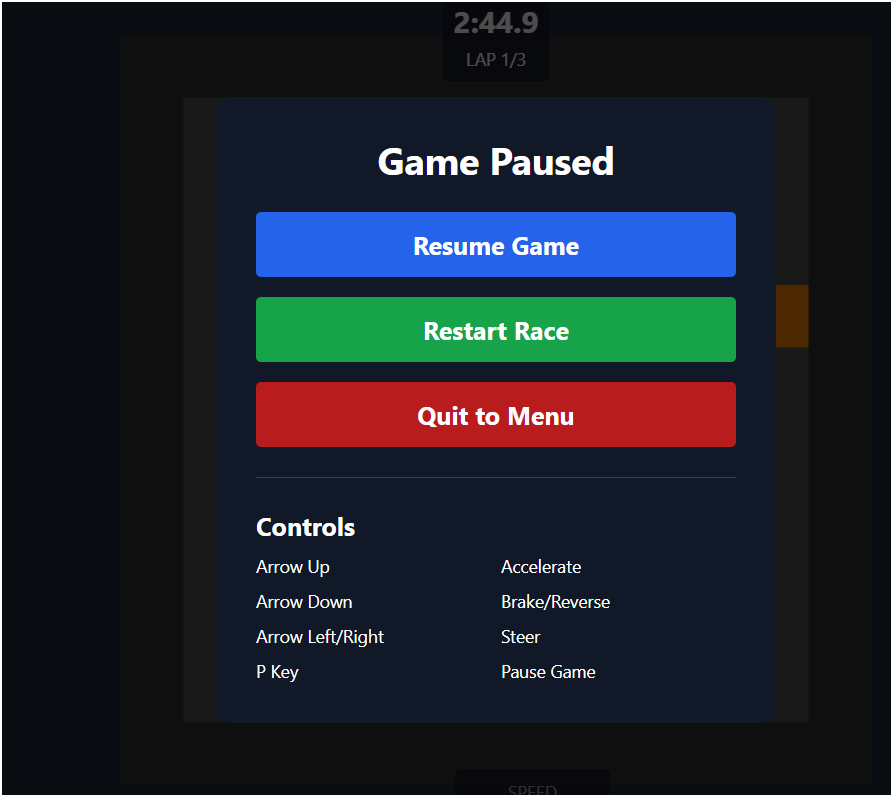 2:44.9
LAP 1/3
Game Paused
Resume Game
Restart Race
Quit to Menu
Controls
Arrow Up Accelerate
Arrow Down Brake/Reverse
Arrow Left/Right Steer
P Key Pause Game
SPEED